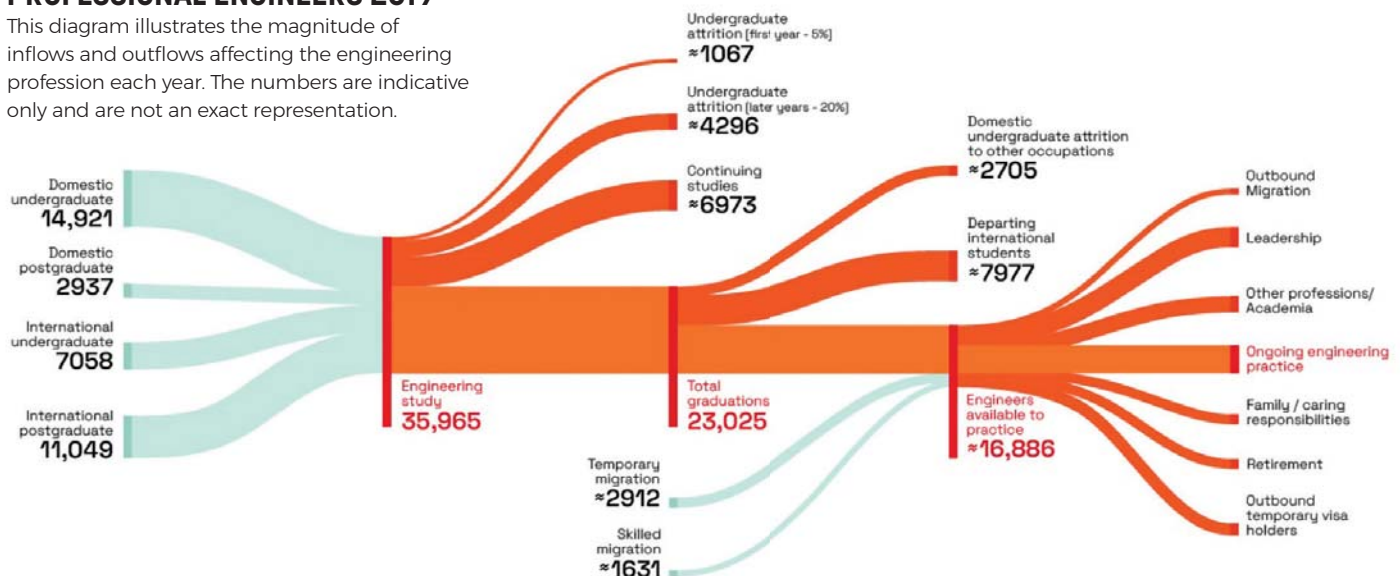 PROFESSIONAL ENGINEERS 2019
This diagram illustrates the magnitude of
inflows and outflows affecting the engineering
profession each year. The numbers are indicative
only and are not an exact representation.
Domestic
undergraduate
14,921
Domestic
postgraduate
2937
International
undergraduate
7058
International
postgraduate
11,049
Engineering
study
35,965
Undergraduate
attrition [first year - 5%]
≈1067
Undergraduate
attrition [later years - 20%]
≈4296
Continuing
studies
≈6973
Total
graduations
23,025
Temporary
migration
≈2912
Skilled
migration
≈1631
Domestic
undergraduate attrition
to other occupations
≈2705
Departing
international
students
≈7977
Engineers
available to
practice
≈16,886
Outbound
Migration
Leadership
Other professions/
Academia
Ongoing engineering
practice
Family / caring
responsibilities
Retirement
Outbound
temporary visa
holders